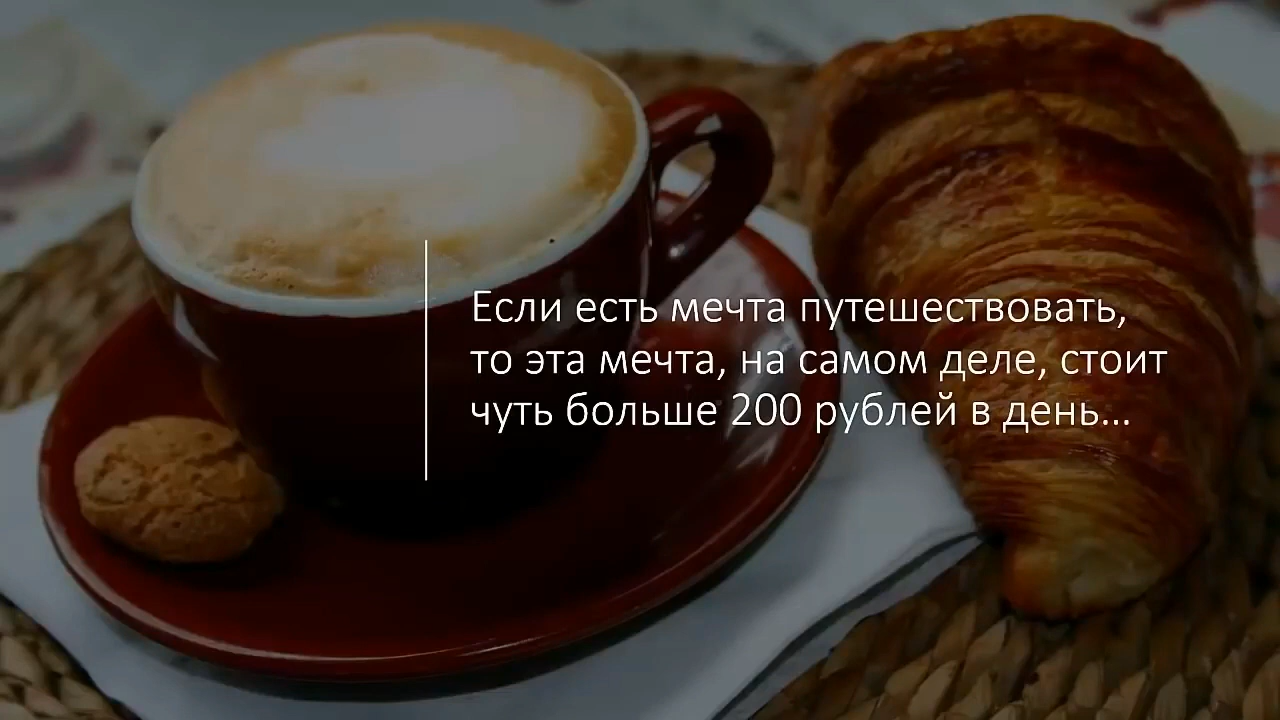 Если есть мечта путешествовать,
то эта мечта, на самом деле, стоит
чуть больше 200 рублей в день...